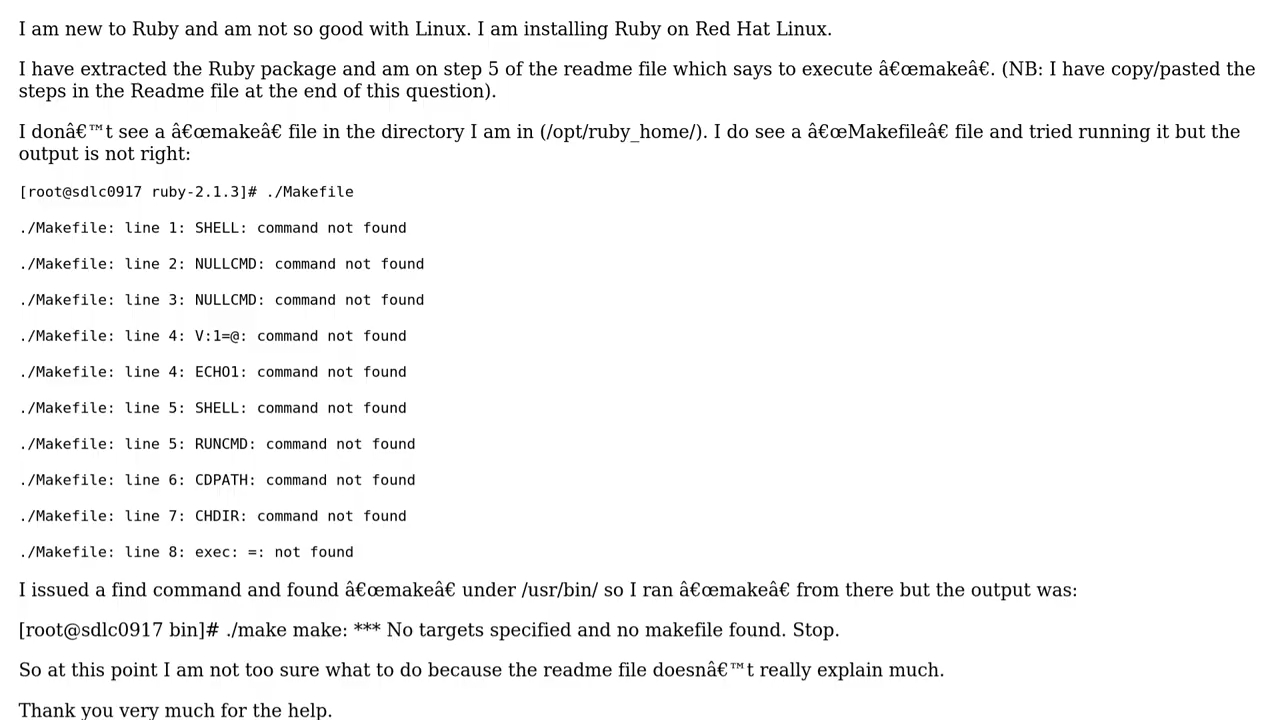 I am new to Ruby and am not so good with Linux. I am installing Ruby on Red Hat Linux.
I have extracted the Ruby package and am on step 5 of the readme file which says to execute â€œmakeâ€. (NB: I have copy/pasted the
steps in the Readme file at the end of this question).
I donâ€™t see a â€œmakeâ€ file in the directory I am in (/opt/ruby_home/). I do see a â€œMakefileâ€ file and tried running it but the
output is not right:
[root@sdlc0917 ruby-2.1.3]# ./Makefile
./Makefile: line 1: SHELL: command not found
./Makefile: line 2: NULLCMD: command not found
./Makefile: line 3: NULLCMD: command not found
./Makefile: line 4: V:1=@: command not found
./Makefile: line 4: ECHO1: command not found
./Makefile: line 5: SHELL: command not found
./Makefile: line 5: RUNCMD: command not found
./Makefile: line 6: CDPATH: command not found
./Makefile: line 7: CHDIR: command not found
./Makefile: line 8: exec: =: not found
I issued a find command and found â€œmakeâ€ under /usr/bin/ so I ran â€œmakeâ€ from there but the output was:
[root@sdlc0917 bin]# ./make make: *** No targets specified and no makefile found. Stop.
So at this point I am not too sure what to do because the readme file doesnâ€™t really explain much.
Thank you very much for the help.